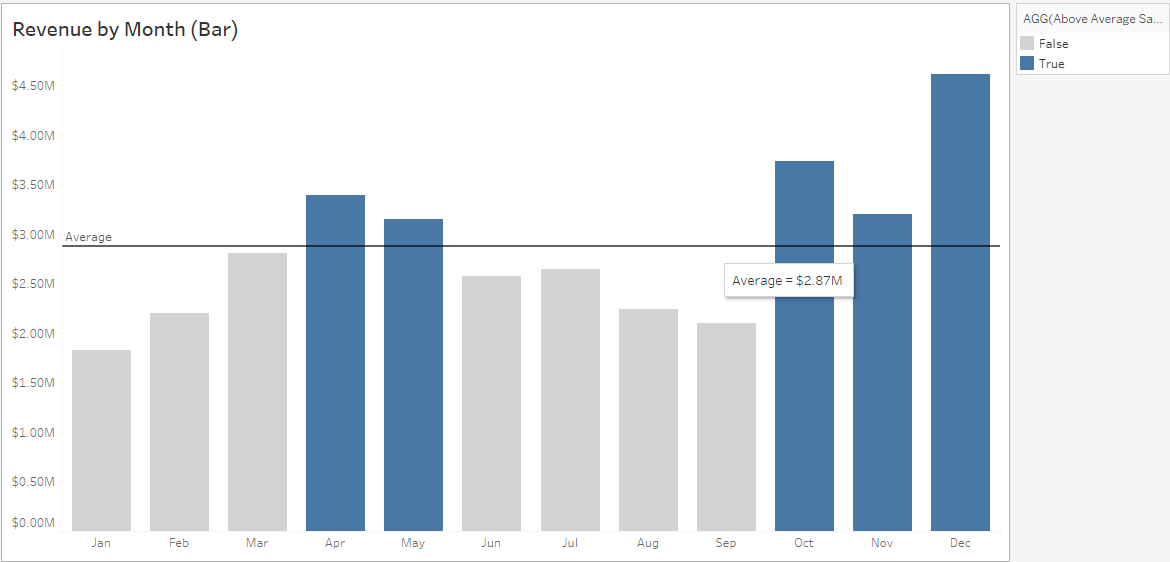 Revenue by Month (Bar)
AGG(Above Average Sa...
False
True
$4.50M
$4.00M
$3.50M
$3.00M
Average
$2.50M
Average = $2.87M
$2.00M
$1.50M
$1.00M
$0.50M
$0.00M
Jan Feb Mar Apr May Jun Jul Aug Sep Oct Nov Dec